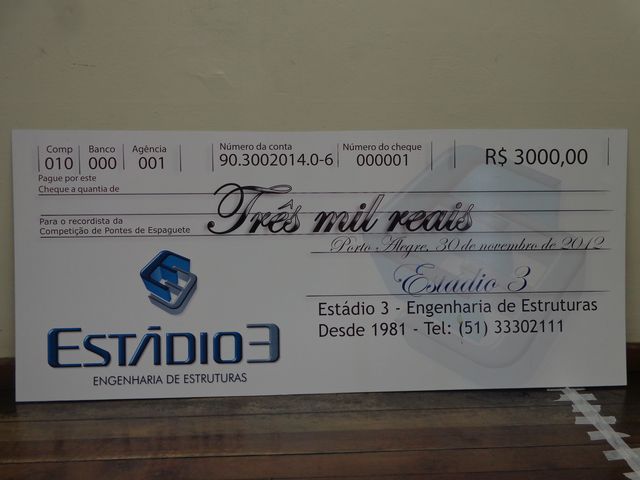 Comp Banco Agência Número da conta Número do cheque
010 000 001 90.3002014.0-6 000001 R$ 3000,00
Pague por este
Cheque a quantia de
Três mil reais
Para o recordista da
Competição de Pontes de Espaguete
Porto Alegre, 30 de novembro de 2012
Estádio 3
Estádio 3 - Engenharia de Estruturas
Desde 1981 - Tel: (51) 33302111
ESTÁDIO3
ENGENHARIA DE ESTRUTURAS